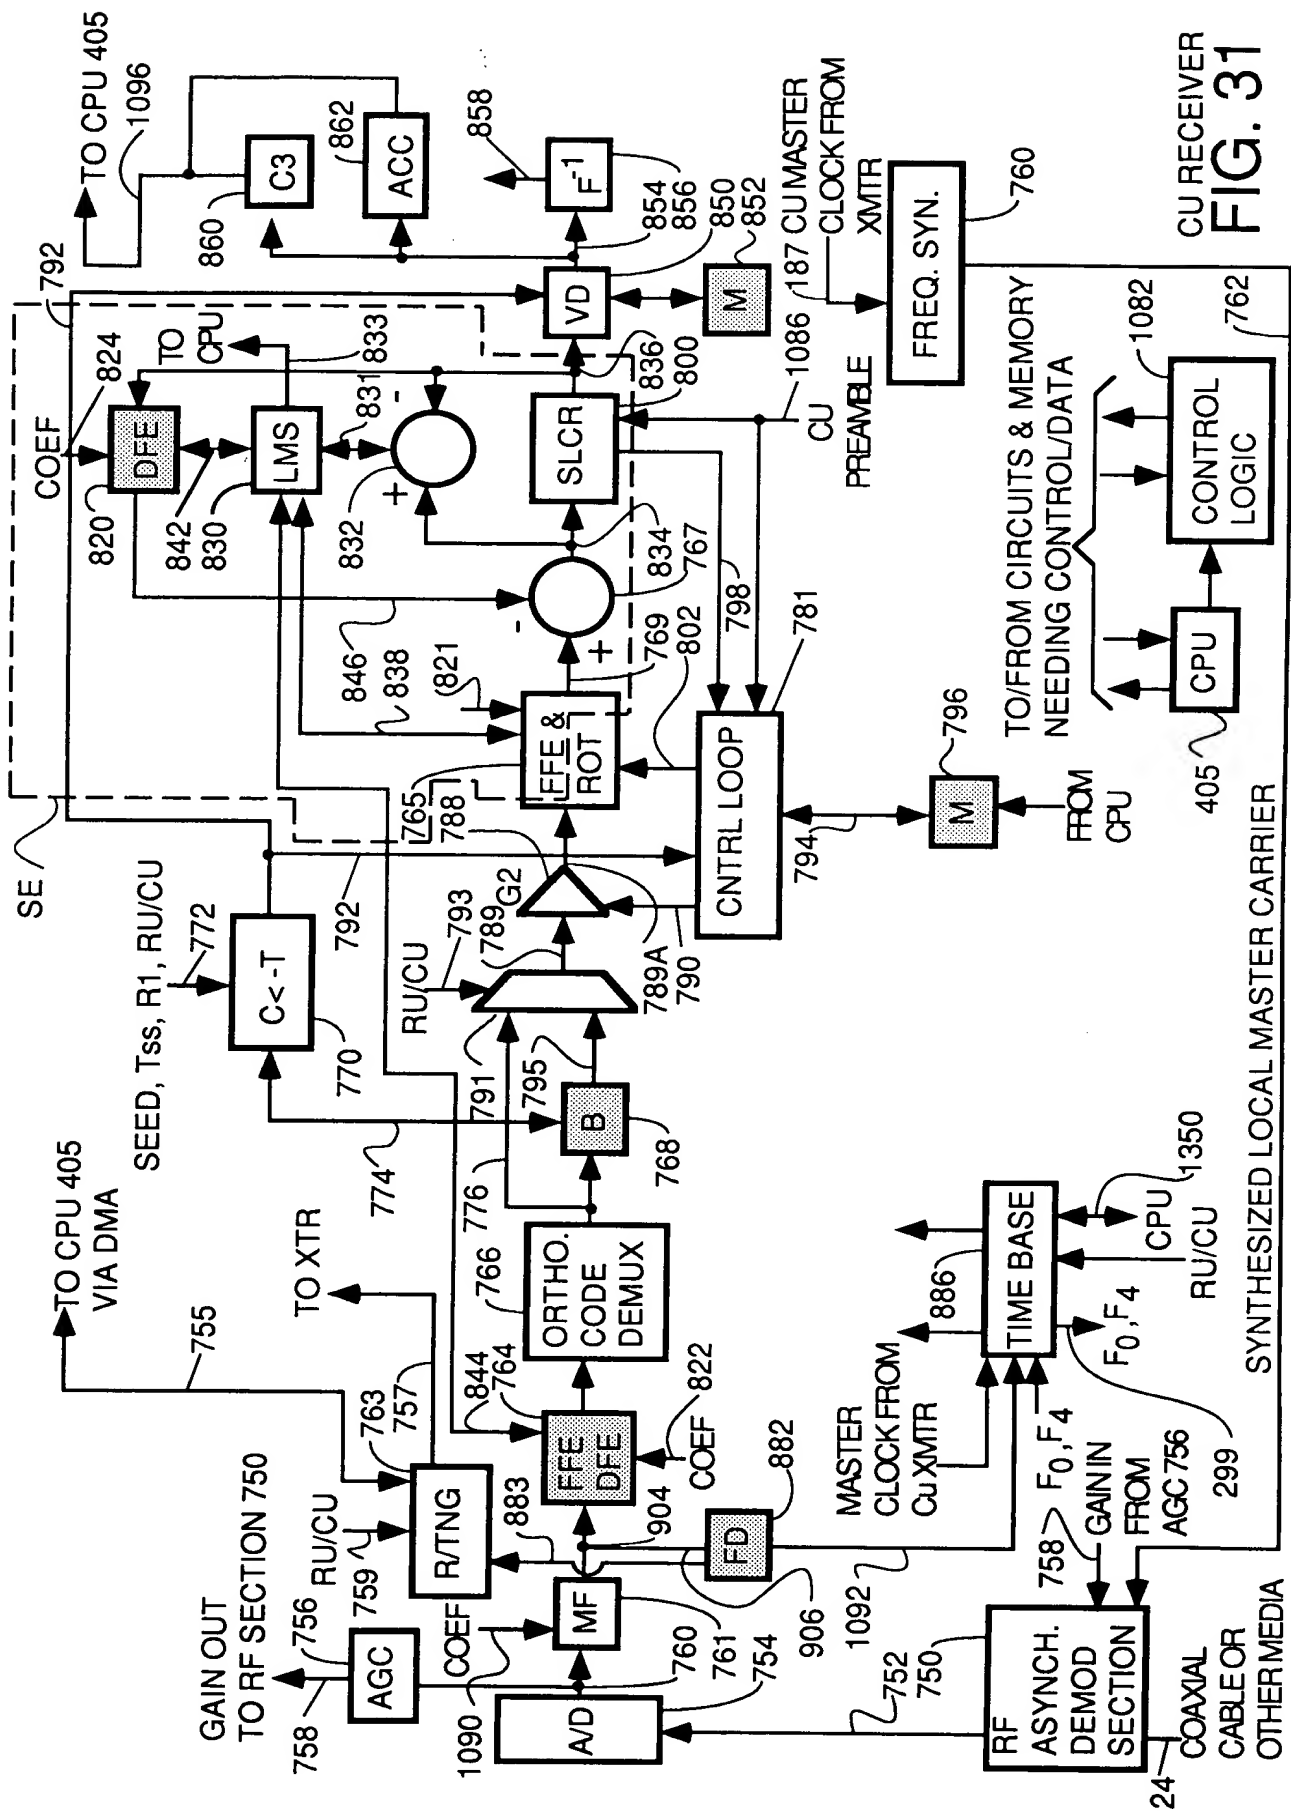 GAIN OUT
TO RF SECTION 750
756
758
AGC
RU/CU
759
TO CPU 405
VIA DMA
755
763
757
TO XTR
R/TNG
883
COEF
1090
A/D
MF
760
761
754
904
906
FD
882
1092
844
764
FFE
DFE
822
COEF
766
ORTHO.
CODE
DEMUX
774
776
791
B
768
795
SEED, Tss, R1, RU/CU
772
C<-T
770
792
RU/CU
793
789
G2
788
789A
790
SE
765
FFE &
ROT
846
838
821
769
802
CNTRL LOOP
781
798
794
M
796
FROM
CPU
COEF
824
792
820
DFE
842
830
LMS
831
832
+
-
TO
CPU
833
-
+
834
767
SLCR
836
800
1086
CU
PREAMBLE
VD
850
M
852
854
856
F-1
858
TO CPU 405
1096
860
C3
862
ACC
187 CU MASTER
CLOCK FROM
XMTR
FREQ. SYN.
760
TO/FROM CIRCUITS & MEMORY
NEEDING CONTROL/DATA
405
CPU
CONTROL
LOGIC
1082
762
SYNTHESIZED LOCAL MASTER CARRIER
MASTER
CLOCK FROM
Cu XMTR
886
TIME BASE
1350
CPU
RU/CU
F0, F4
299
F0, F4
758
GAIN IN
FROM
AGC 756
752
750
RF
ASYNCH.
DEMOD
SECTION
24
COAXIAL
CABLE OR
OTHER MEDIA
CU RECEIVER
FIG. 31